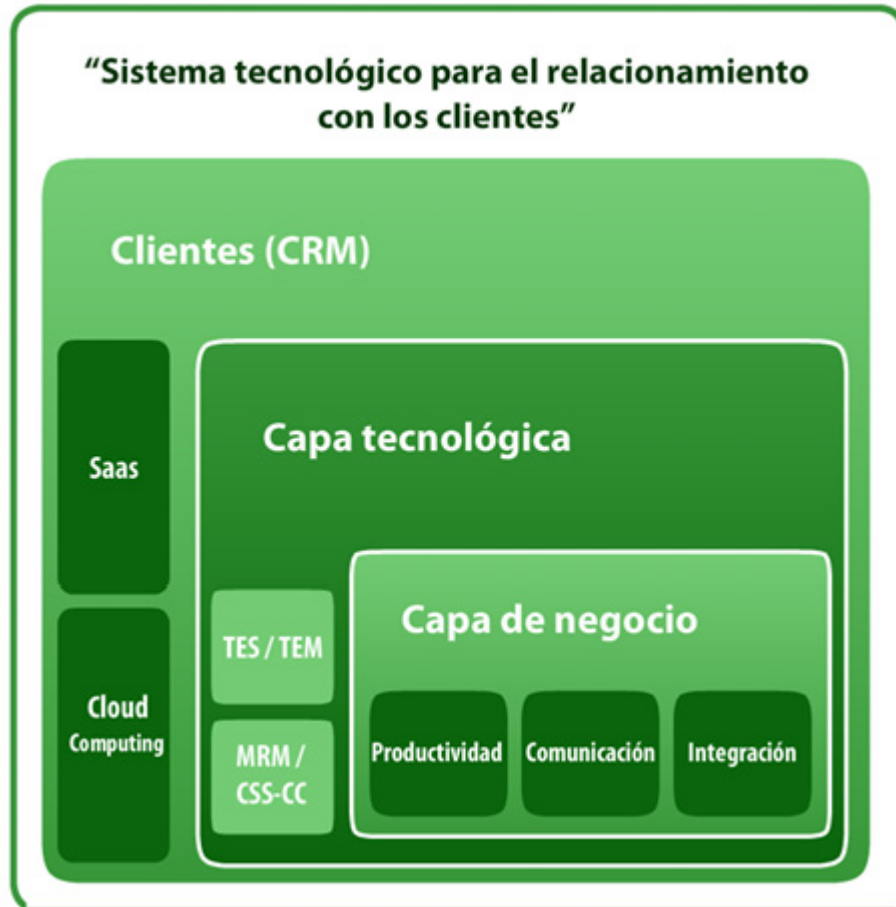 “Sistema tecnológico para el relacionamiento
con los clientes”
Clientes (CRM)
Saas
Cloud
Computing
Capa tecnológica
TES / TEM
MRM /
CSS-CC
Capa de negocio
Productividad
Comunicación
Integración